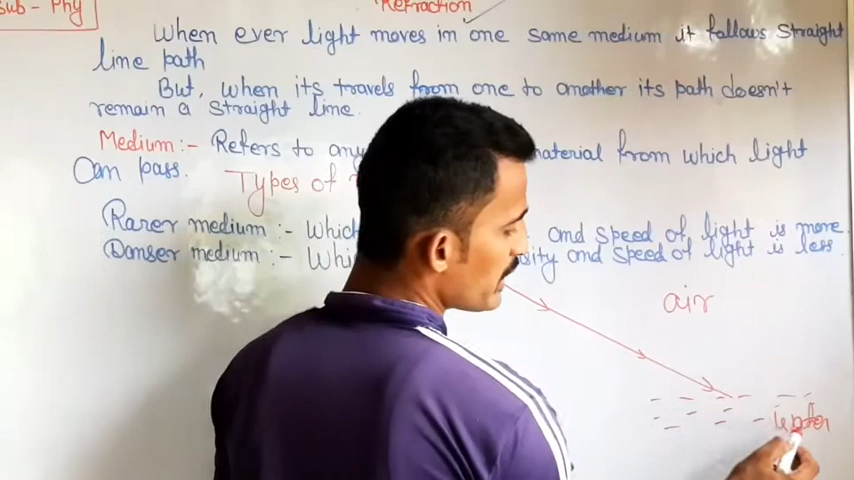 Sub - Phy
Refraction
When ever light moves in one same medium it follows straight
line path
But, when its travels from one to another its path doesn't
remain a straight line.
Medium :- Refers to any material from which light
Can pass.
Types of
Rarer medium :- which and speed of light is more.
Danser medium :- which and speed of light is less
air
water